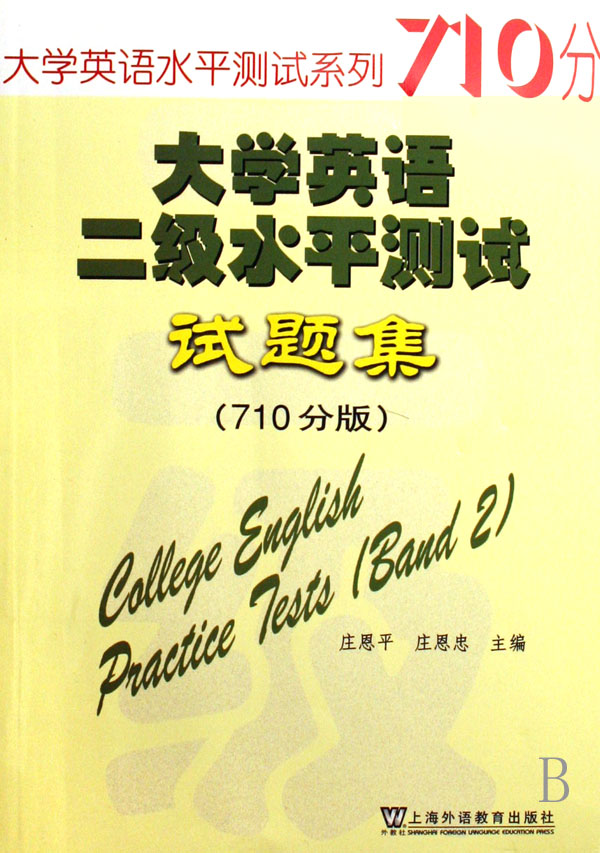 大学英语水平测试系列 710分
大学英语
二级水平测试
试题集
(710分版)
College English
Practice Tests (Band 2)
庄恩平 庄恩忠 主编
B
W 上海外语教育出版社
外教社 SHANGHAI FOREIGN LANGUAGE EDUCATION PRESS
二
级